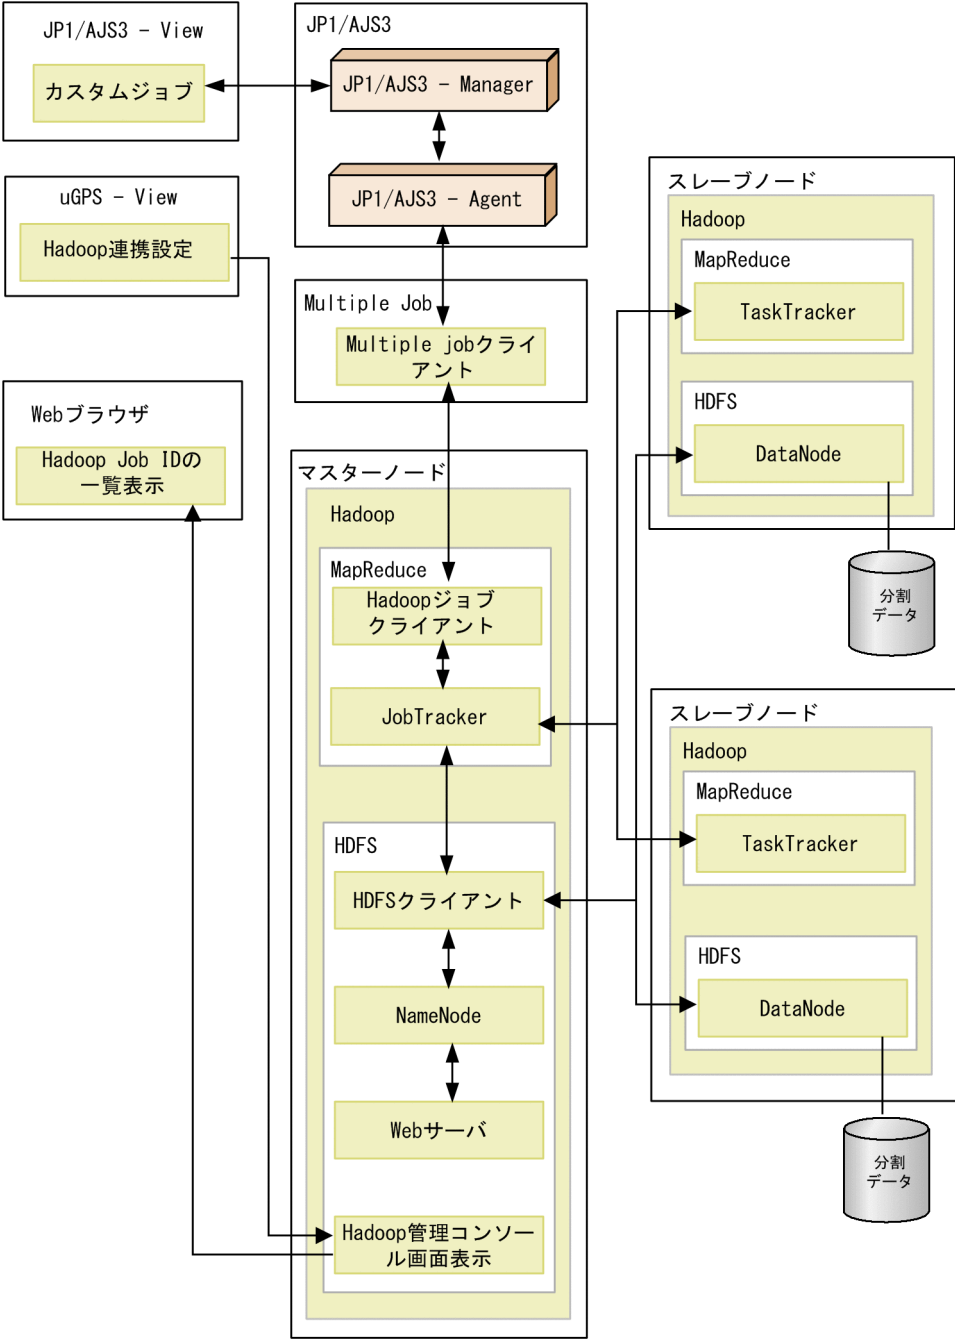 JP1/AJS3 - View
カスタムジョブ
JP1/AJS3
JP1/AJS3 - Manager
JP1/AJS3 - Agent
uGPS - View
Hadoop連携設定
Multiple Job
Multiple jobクライ
アント
Webブラウザ
Hadoop Job IDの
一覧表示
マスターノード
Hadoop
MapReduce
Hadoopジョブ
クライアント
JobTracker
HDFS
HDFSクライアント
NameNode
Webサーバ
Hadoop管理コンソー
ル画面表示
スレーブノード
Hadoop
MapReduce
TaskTracker
HDFS
DataNode
分割
データ
スレーブノード
Hadoop
MapReduce
TaskTracker
HDFS
DataNode
分割
データ